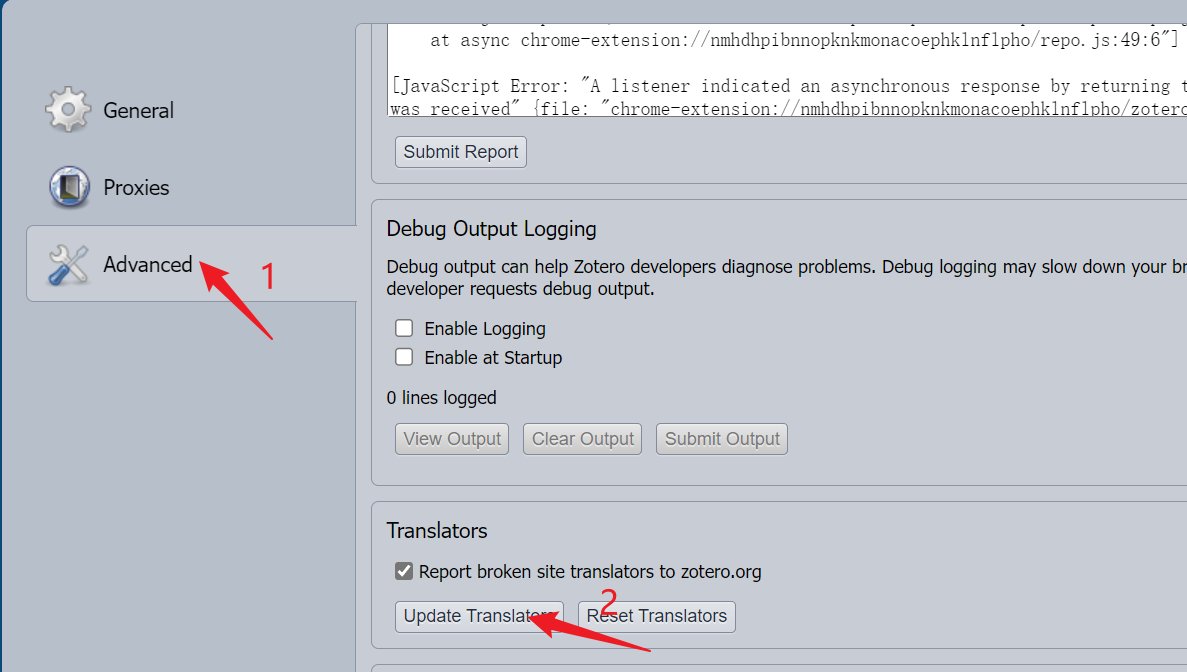 at async chrome-extension://nmhdhpibnnopknkmonacoephklnflpho/repo.js:49:6"]
[JavaScript Error: "A listener indicated an asynchronous response by returning t
was received" {file: "chrome-extension://nmhdhpibnnopknkmonacoephklnflpho/zotero
Submit Report
General
Proxies
Advanced
1
Debug Output Logging
Debug output can help Zotero developers diagnose problems. Debug logging may slow down your br
developer requests debug output.
Enable Logging
Enable at Startup
0 lines logged
View Output Clear Output Submit Output
Translators
Report broken site translators to zotero.org
2
Update Translators Reset Translators